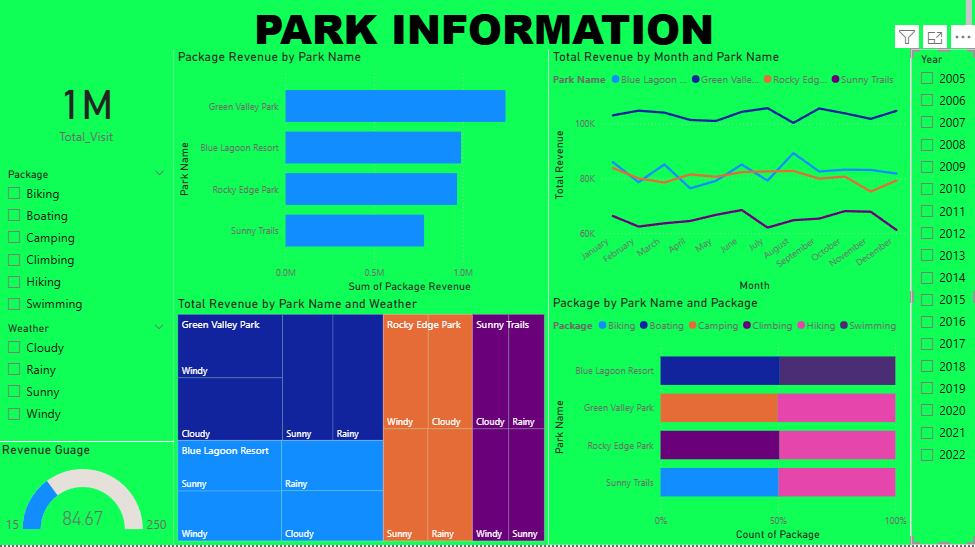 PARK INFORMATION
1M
Total_Visit
Package
Biking
Boating
Camping
Climbing
Hiking
Swimming
Weather
Cloudy
Rainy
Sunny
Windy
Revenue Guage
15
84.67
250
Package Revenue by Park Name
Park Name
Green Valley Park
Blue Lagoon Resort
Rocky Edge Park
Sunny Trails
0.0M 0.5M 1.0M
Sum of Package Revenue
Total Revenue by Park Name and Weather
Green Valley Park
Windy
Cloudy
Sunny
Rainy
Blue Lagoon Resort
Sunny
Rainy
Windy
Cloudy
Rocky Edge Park
Windy
Cloudy
Sunny
Rainy
Sunny Trails
Cloudy
Rainy
Windy
Sunny
Total Revenue by Month and Park Name
Park Name Blue Lagoon ... Green Valle... Rocky Edg... Sunny Trails
Total Revenue
100K
80K
60K
January
February
March
April
May
June
July
August
September
October
November
December
Month
Package by Park Name and Package
Package Biking Boating Camping Climbing Hiking Swimming
Park Name
Blue Lagoon Resort
Green Valley Park
Rocky Edge Park
Sunny Trails
0% 50% 100%
Count of Package
Year
2005
2006
2007
2008
2009
2010
2011
2012
2013
2014
2015
2016
2017
2018
2019
2020
2021
2022